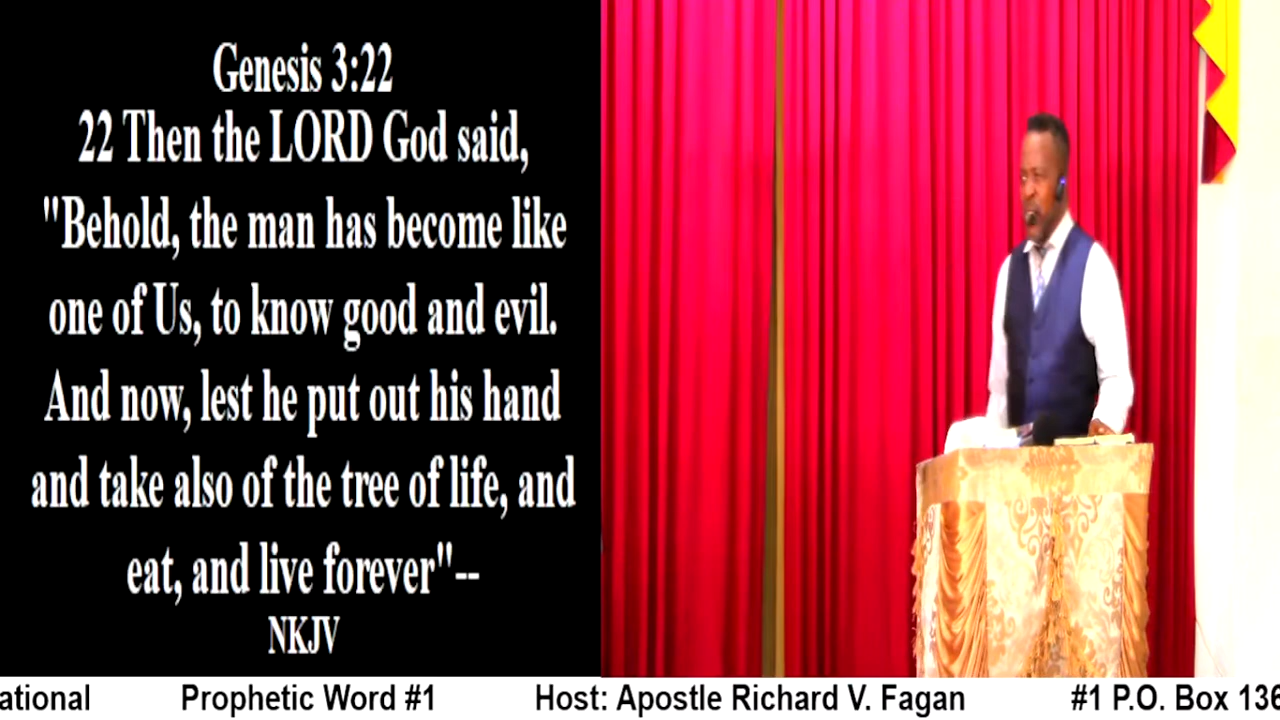 Genesis 3:22
22 Then the LORD God said,
"Behold, the man has become like
one of Us, to know good and evil.
And now, lest he put out his hand
and take also of the tree of life, and
eat, and live forever"--
NKJV
ational Prophetic Word #1 Host: Apostle Richard V. Fagan #1 P.O. Box 136